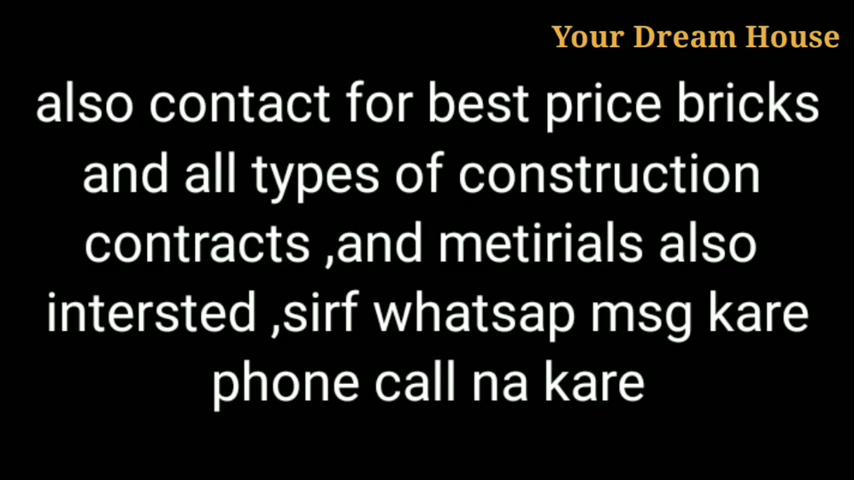 Your Dream House
also contact for best price bricks
and all types of construction
contracts ,and metirials also
intersted ,sirf whatsap msg kare
phone call na kare